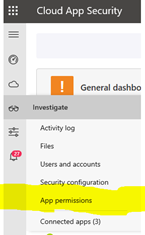 Cloud App Security
! General dashbo
Investigate
Activity log
Files
Users and accounts
Security configuration
27
App permissions
Connected apps (3)